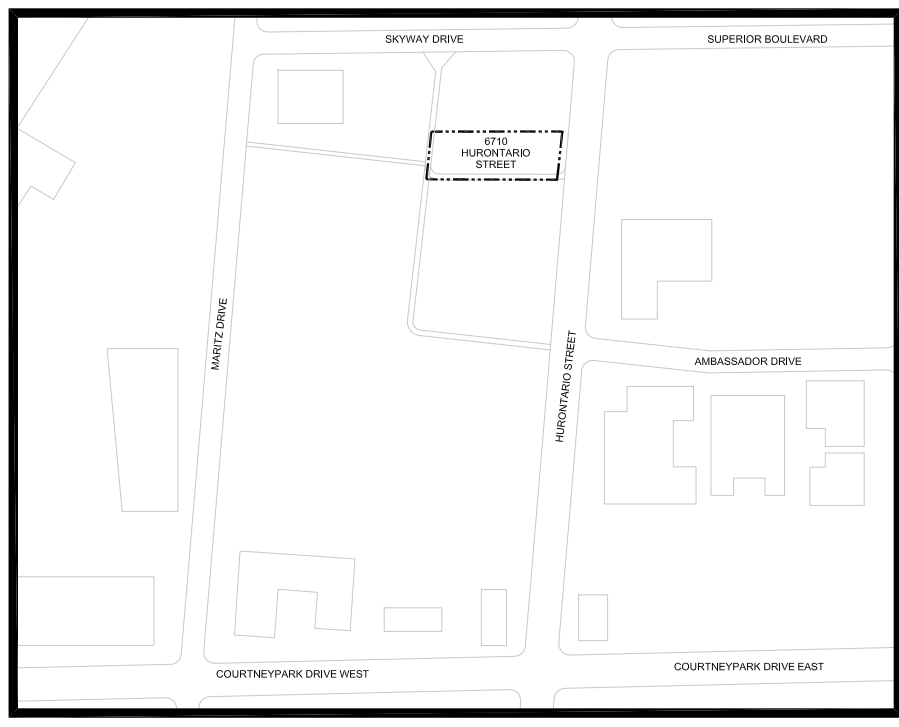 SKYWAY DRIVE
SUPERIOR BOULEVARD
6710
HURONTARIO
STREET
MARITZ DRIVE
HURONTARIO STREET
AMBASSADOR DRIVE
COURTNEYPARK DRIVE WEST
COURTNEYPARK DRIVE EAST